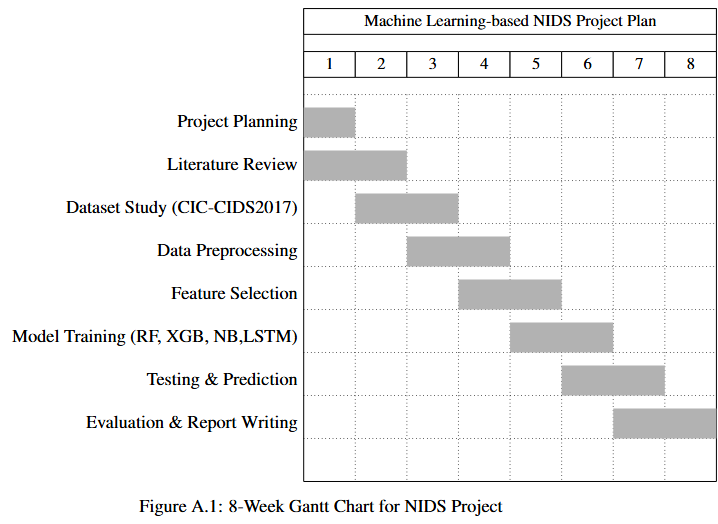 Machine Learning-based NIDS Project Plan
1 2 3 4 5 6 7 8
Project Planning
Literature Review
Dataset Study (CIC-CIDS2017)
Data Preprocessing
Feature Selection
Model Training (RF, XGB, NB,LSTM)
Testing & Prediction
Evaluation & Report Writing
Figure A.1: 8-Week Gantt Chart for NIDS Project